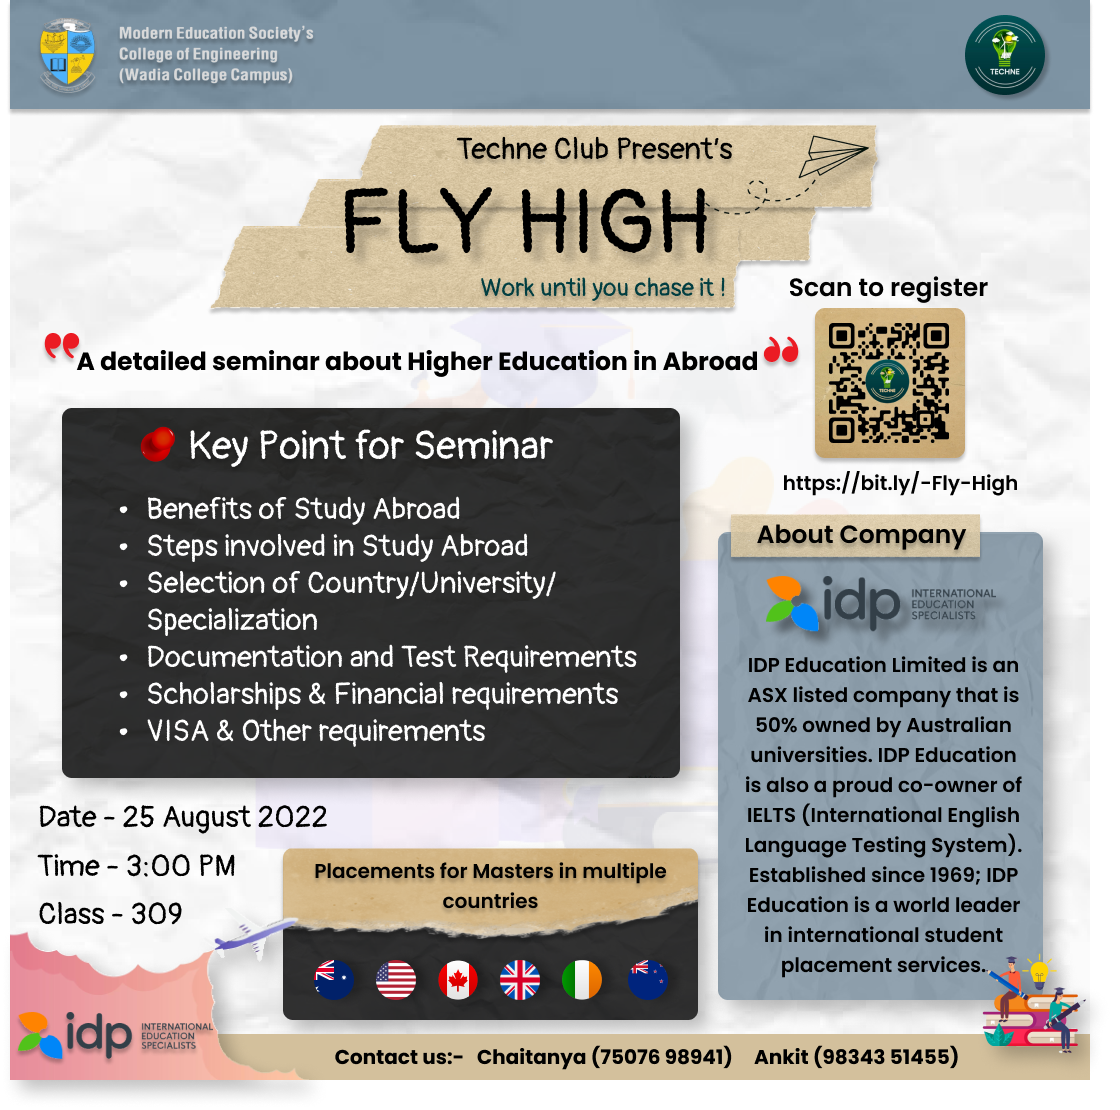 Modern Education Society's
College of Engineering
(Wadia College Campus)
TECHNE
Techne Club Present's
FLY HIGH
Work until you chase it !
Scan to register
TECHNE
https://bit.ly/-Fly-High
❞A detailed seminar about Higher Education in Abroad❝
Key Point for Seminar
• Benefits of Study Abroad
• Steps involved in Study Abroad
• Selection of Country/University/
Specialization
• Documentation and Test Requirements
• Scholarships & Financial requirements
• VISA & Other requirements
About Company
idp INTERNATIONAL
EDUCATION
SPECIALISTS
IDP Education Limited is an
ASX listed company that is
50% owned by Australian
universities. IDP Education
is also a proud co-owner of
IELTS (International English
Language Testing System).
Established since 1969; IDP
Education is a world leader
in international student
placement services.
Date - 25 August 2022
Time - 3:00 PM
Class - 309
Placements for Masters in multiple
countries
idp INTERNATIONAL
EDUCATION
SPECIALISTS
Contact us:- Chaitanya (75076 98941) Ankit (98343 51455)